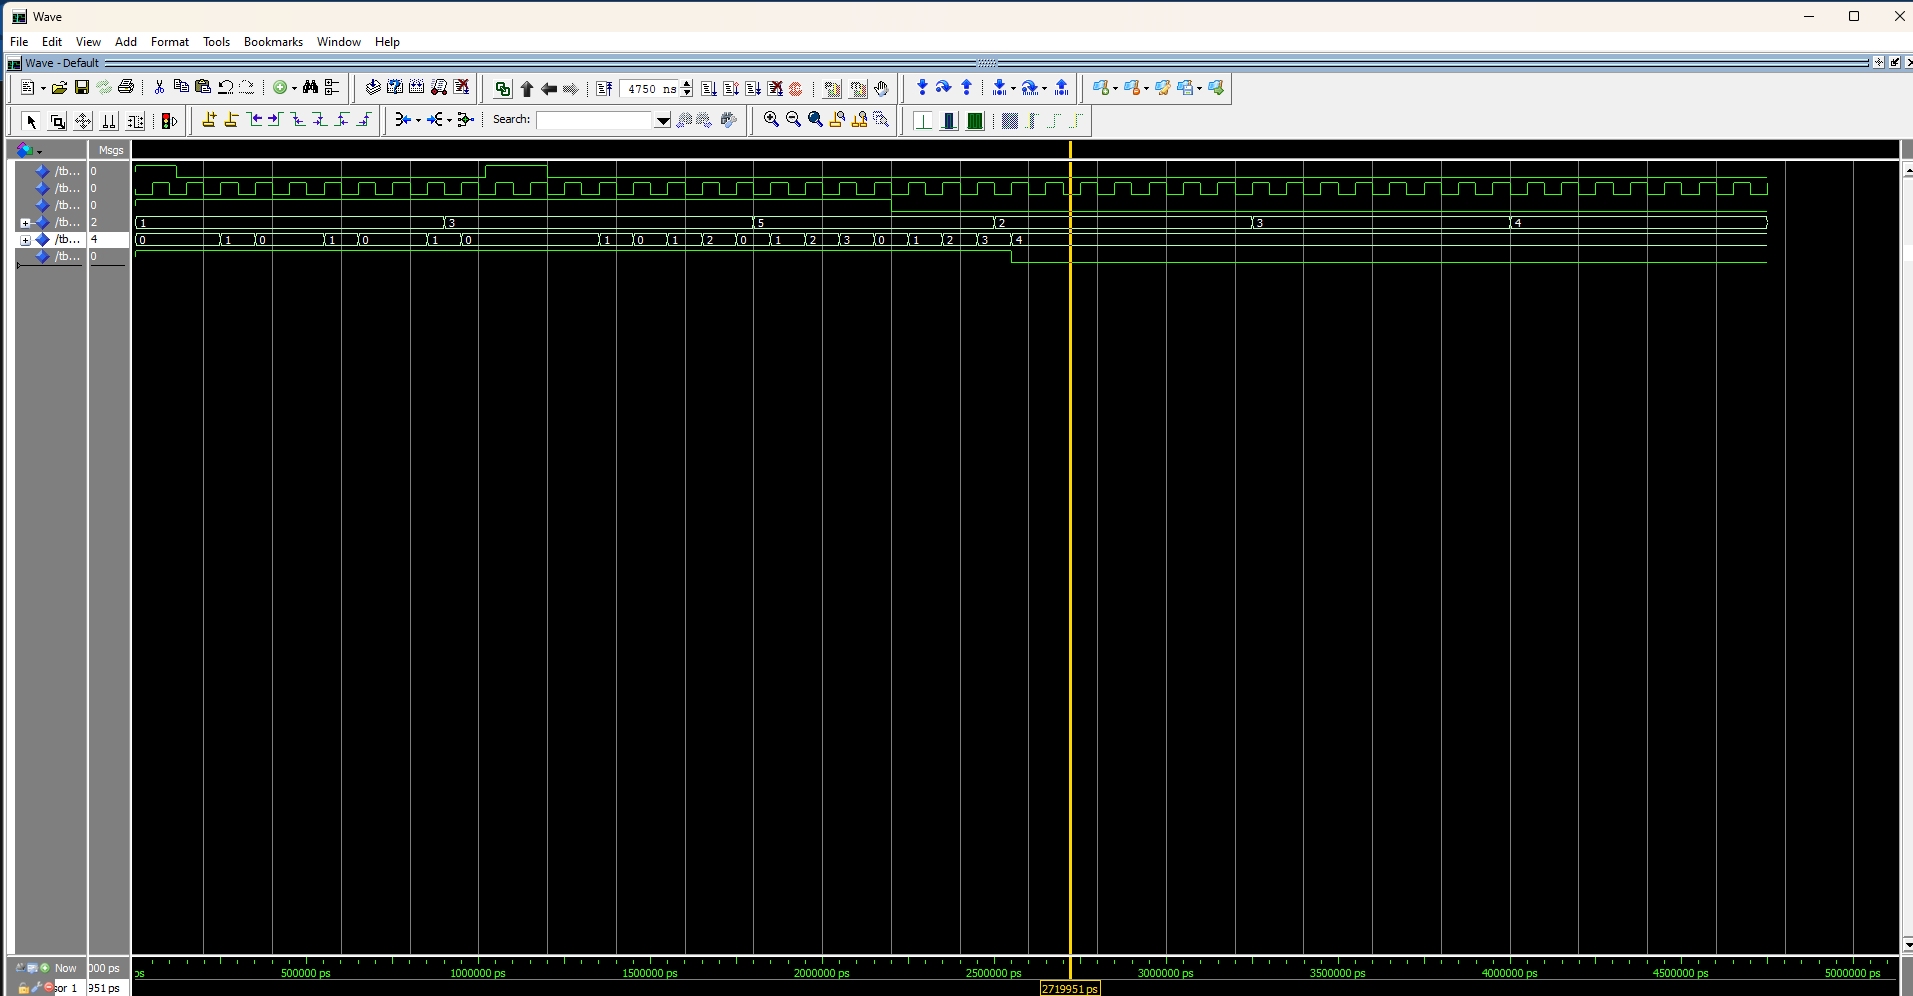 Wave
File Edit View Add Format Tools Bookmarks Window Help
Wave - Default
4750 ns
Search:
Msgs
/tb... 0
/tb... 0
/tb... 0
/tb... 2 1 3 5 2 3 4
/tb... 4 0 1 0 1 0 1 0 1 0 1 2 0 1 2 3 0 1 2 3 4
/tb... 0
Now 000 ps ps 500000 ps 1000000 ps 1500000 ps 2000000 ps 2500000 ps 3000000 ps 3500000 ps 4000000 ps 4500000 ps 5000000 ps
sor 1 951 ps 2719951 ps